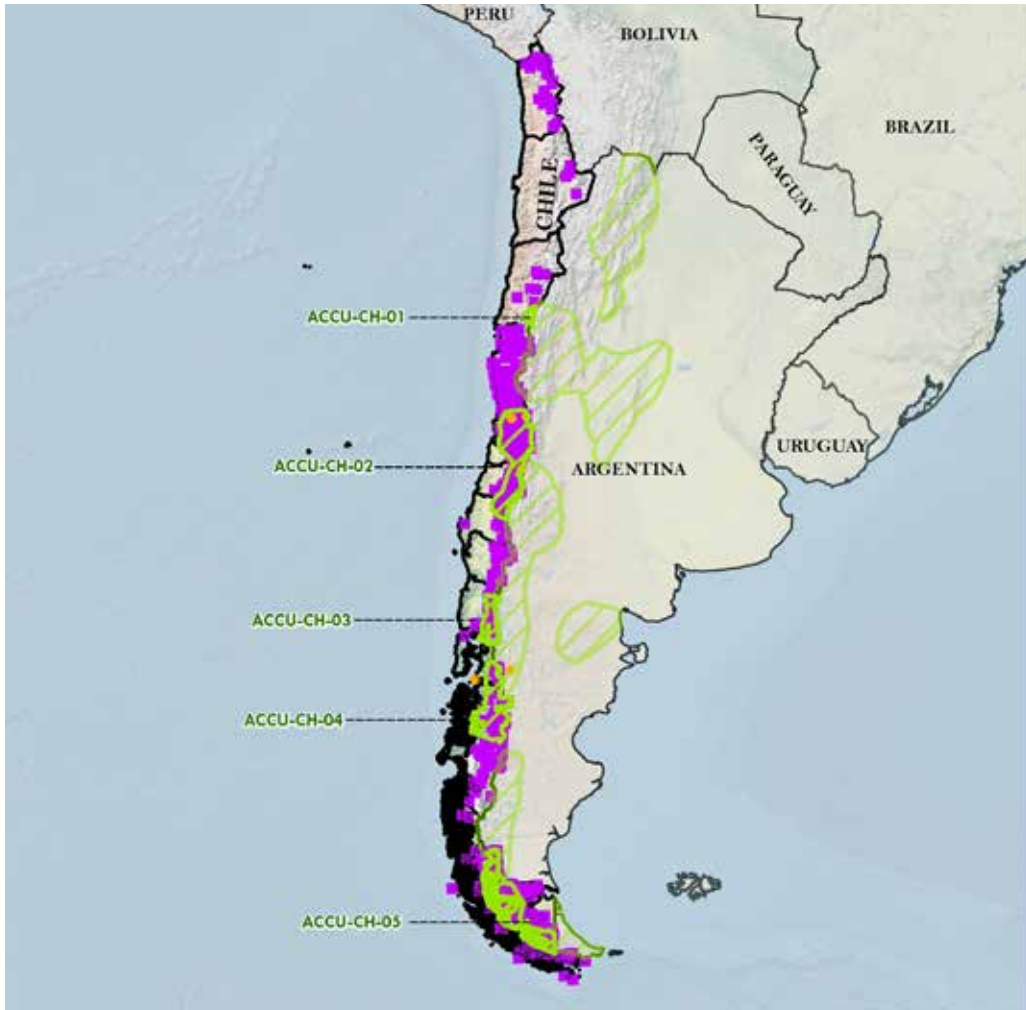 PERU
BOLIVIA
BRAZIL
PARAGUAY
CHILE
ACCU-CH-01
URUGUAY
ACCU-CH-02
ARGENTINA
ACCU-CH-03
ACCU-CH-04
ACCU-CH-05